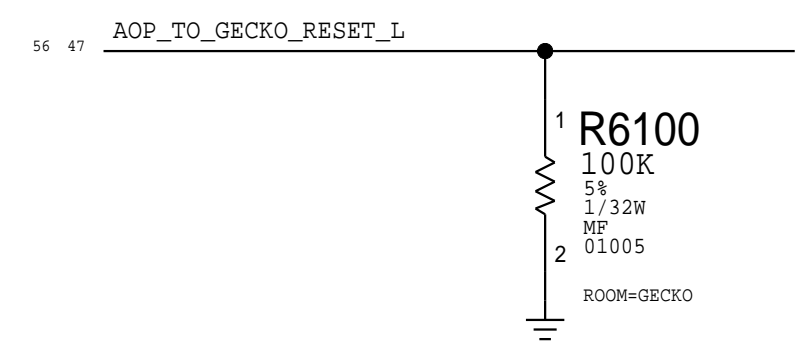 AOP_TO_GECKO_RESET_L
56 47
1
R6100
100K
5%
1/32W
MF
2
01005
ROOM=GECKO